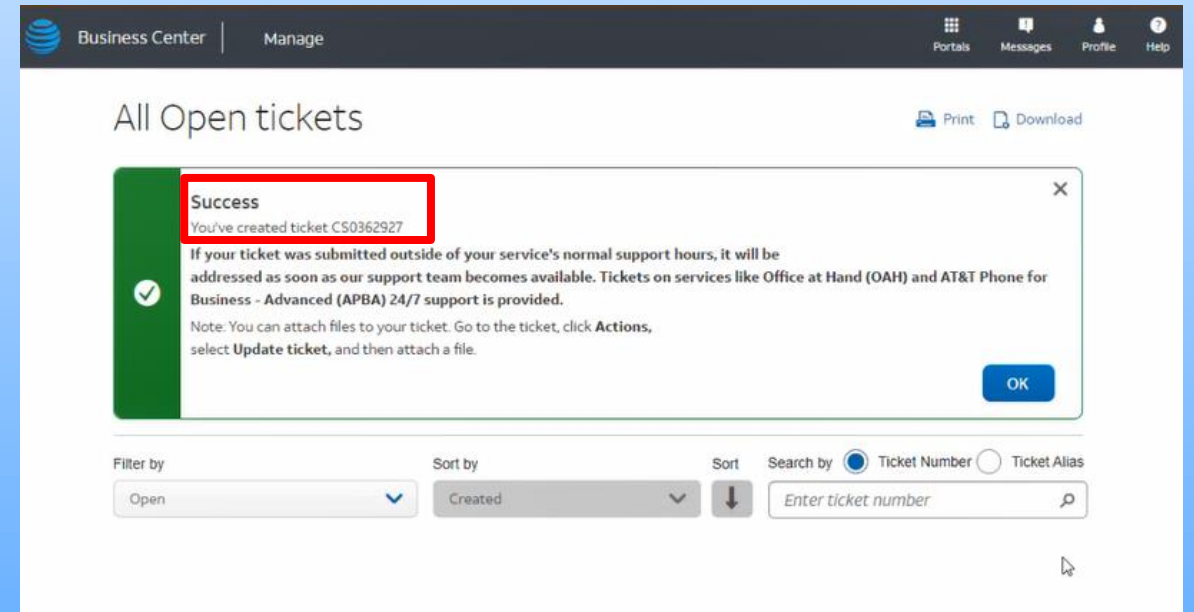 Business Center Manage Portals Messages Profile Help
All Open tickets Print Download
Success
You've created ticket CS0362927
If your ticket was submitted outside of your service's normal support hours, it will be
addressed as soon as our support team becomes available. Tickets on services like Office at Hand (OAH) and AT&T Phone for
Business - Advanced (APBA) 24/7 support is provided.
Note: You can attach files to your ticket. Go to the ticket, click Actions,
select Update ticket, and then attach a file.
OK
Filter by Sort by Sort Search by Ticket Number Ticket Alias
Open Created Enter ticket number